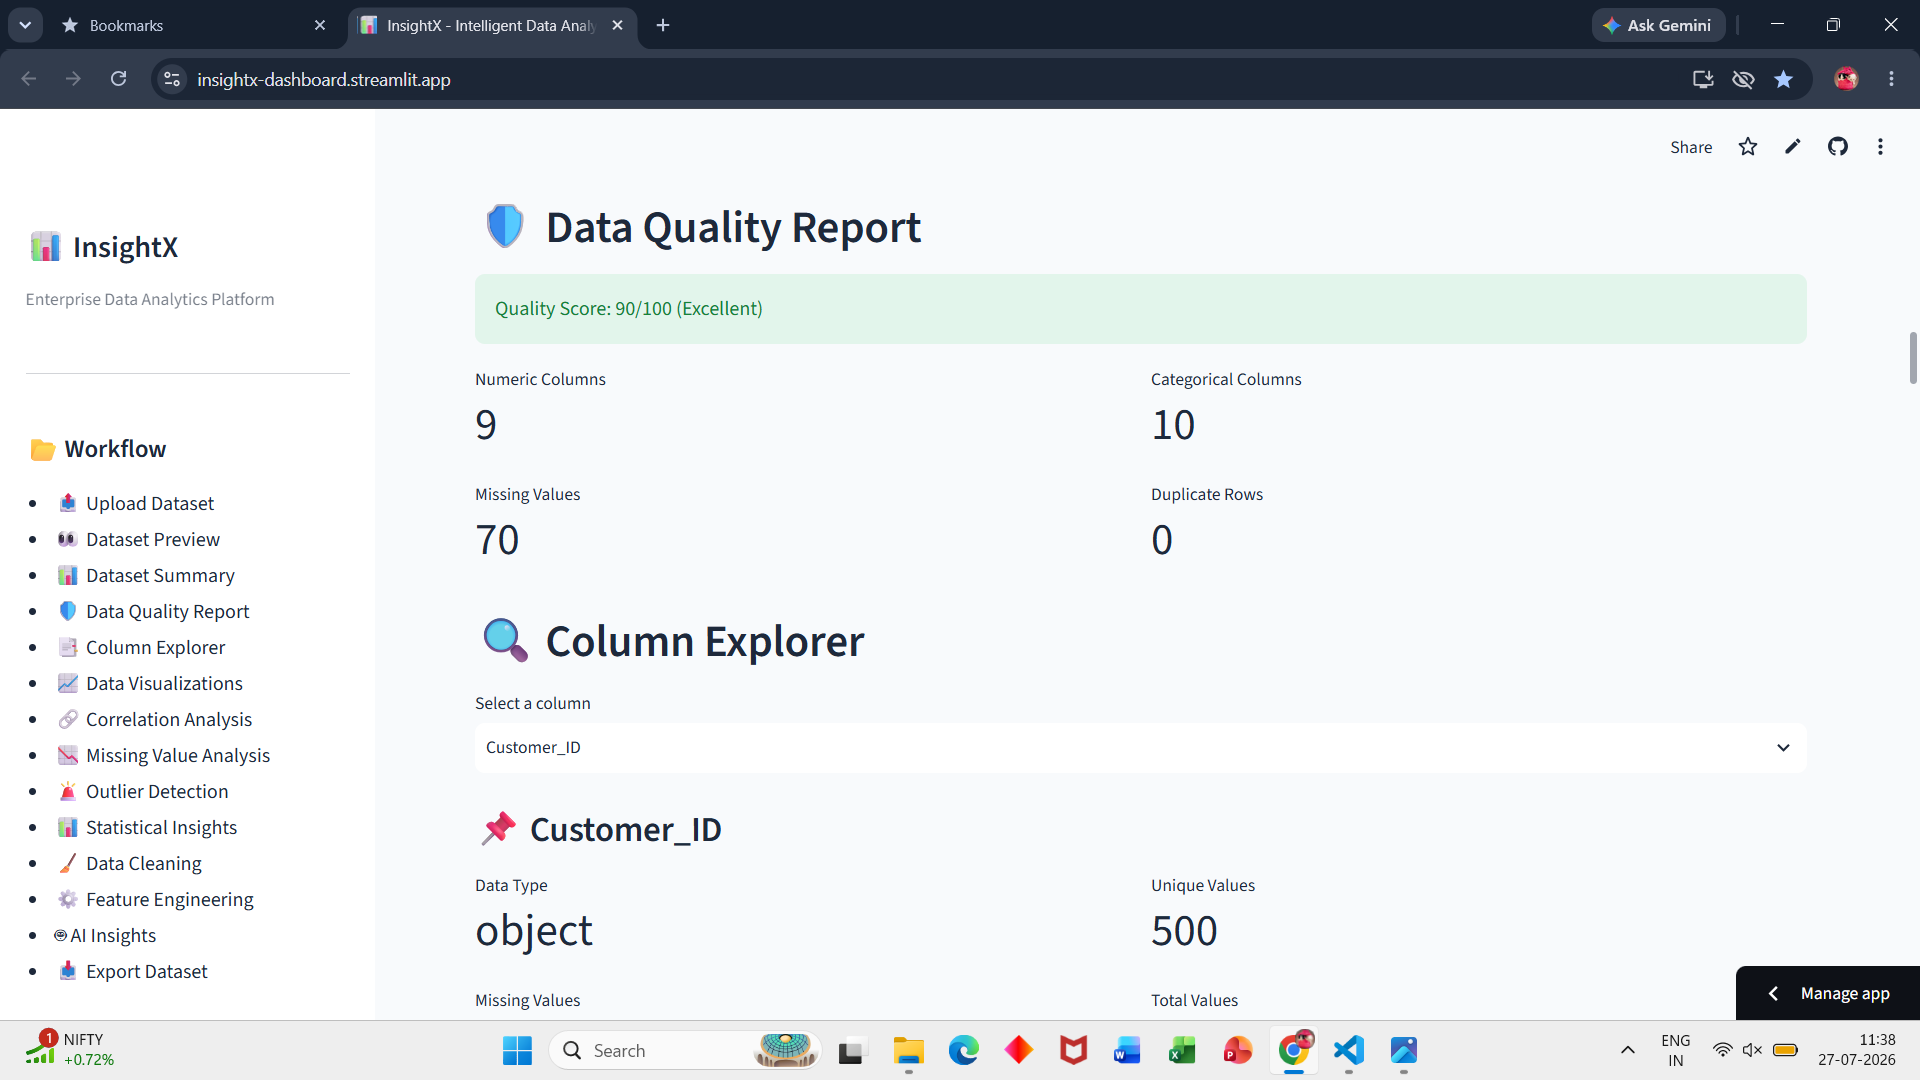 Bookmarks
InsightX - Intelligent Data Analy
Ask Gemini
insightx-dashboard.streamlit.app
Share
InsightX
Enterprise Data Analytics Platform
Workflow
Upload Dataset
Dataset Preview
Dataset Summary
Data Quality Report
Column Explorer
Data Visualizations
Correlation Analysis
Missing Value Analysis
Outlier Detection
Statistical Insights
Data Cleaning
Feature Engineering
AI Insights
Export Dataset
Data Quality Report
Quality Score: 90/100 (Excellent)
Numeric Columns
9
Categorical Columns
10
Missing Values
70
Duplicate Rows
0
Column Explorer
Select a column
Customer_ID
Customer_ID
Data Type
object
Unique Values
500
Missing Values
Total Values
Manage app
1
NIFTY
+0.72%
Search
ENG
IN
11:38
27-07-2026